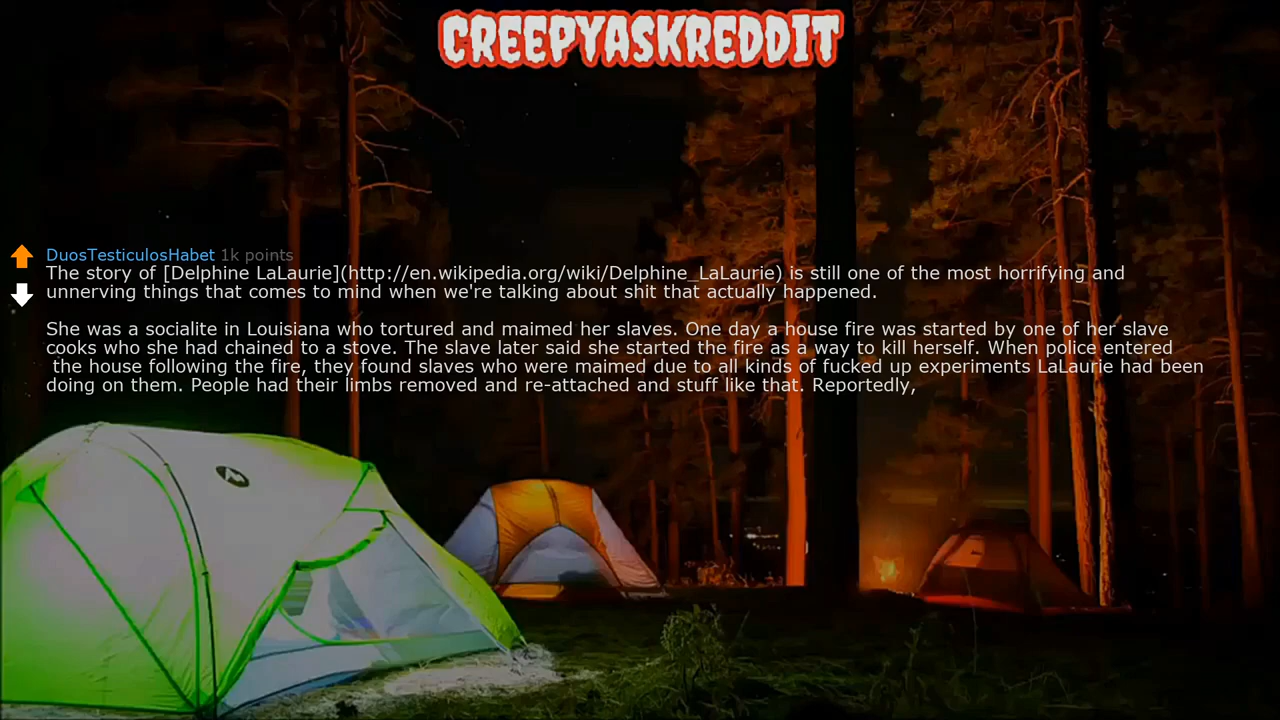 CREEPYASKREDDIT
DuosTesticulosHabet 1k points
The story of [Delphine LaLaurie](http://en.wikipedia.org/wiki/Delphine_LaLaurie) is still one of the most horrifying and
unnerving things that comes to mind when we're talking about shit that actually happened.
She was a socialite in Louisiana who tortured and maimed her slaves. One day a house fire was started by one of her slave
cooks who she had chained to a stove. The slave later said she started the fire as a way to kill herself. When police entered
the house following the fire, they found slaves who were maimed due to all kinds of fucked up experiments LaLaurie had been
doing on them. People had their limbs removed and re-attached and stuff like that. Reportedly,